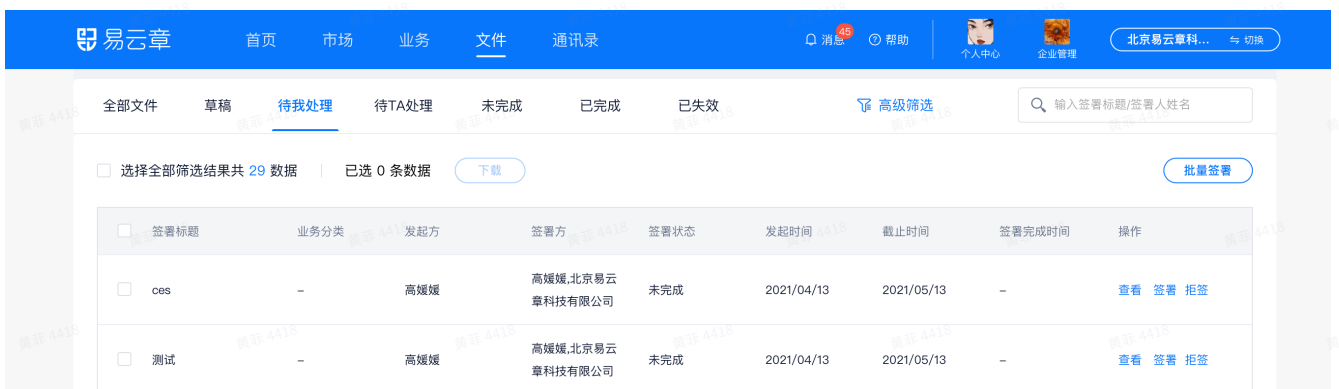 易云章 首页 市场 业务 文件 通讯录 消息 45 帮助 个人中心 企业管理 北京易云章科... 切换
全部文件 草稿 待我处理 待TA处理 未完成 已完成 已失效 高级筛选 输入签署标题/签署人姓名
选择全部筛选结果共 29 数据 已选 0 条数据 下载 批量签署
签署标题 业务分类 发起方 签署方 签署状态 发起时间 截止时间 签署完成时间 操作
ces – 高媛媛 高媛媛,北京易云 未完成 2021/04/13 2021/05/13 – 查看 签署 拒签
章科技有限公司
测试 – 高媛媛 高媛媛,北京易云 未完成 2021/04/13 2021/05/13 – 查看 签署 拒签
章科技有限公司
黄菲 4418